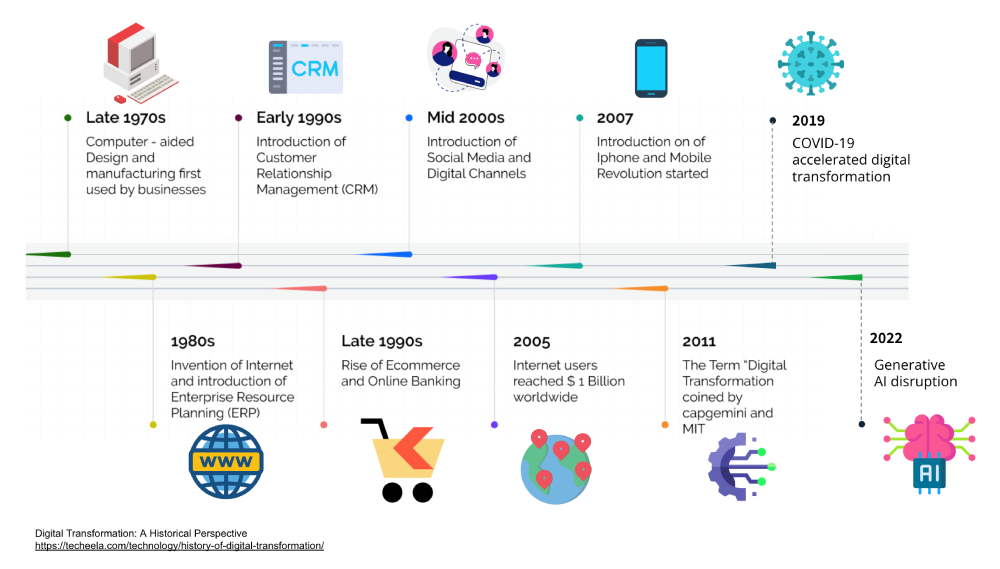 CRM
Late 1970s
Computer - aided
Design and
manufacturing first
used by businesses
Early 1990s
Introduction of
Customer
Relationship
Management (CRM)
Mid 2000s
Introduction of
Social Media and
Digital Channels
2007
Introduction on of
Iphone and Mobile
Revolution started
2019
COVID-19
accelerated digital
transformation
1980s
Invention of Internet
and introduction of
Enterprise Resource
Planning (ERP)
WWW
Late 1990s
Rise of Ecommerce
and Online Banking
2005
Internet users
reached $ 1 Billion
worldwide
2011
The Term "Digital
Transformation
coined by
capgemini and
MIT
2022
Generative
AI disruption
AI
Digital Transformation: A Historical Perspective
https://techeela.com/technology/history-of-digital-transformation/